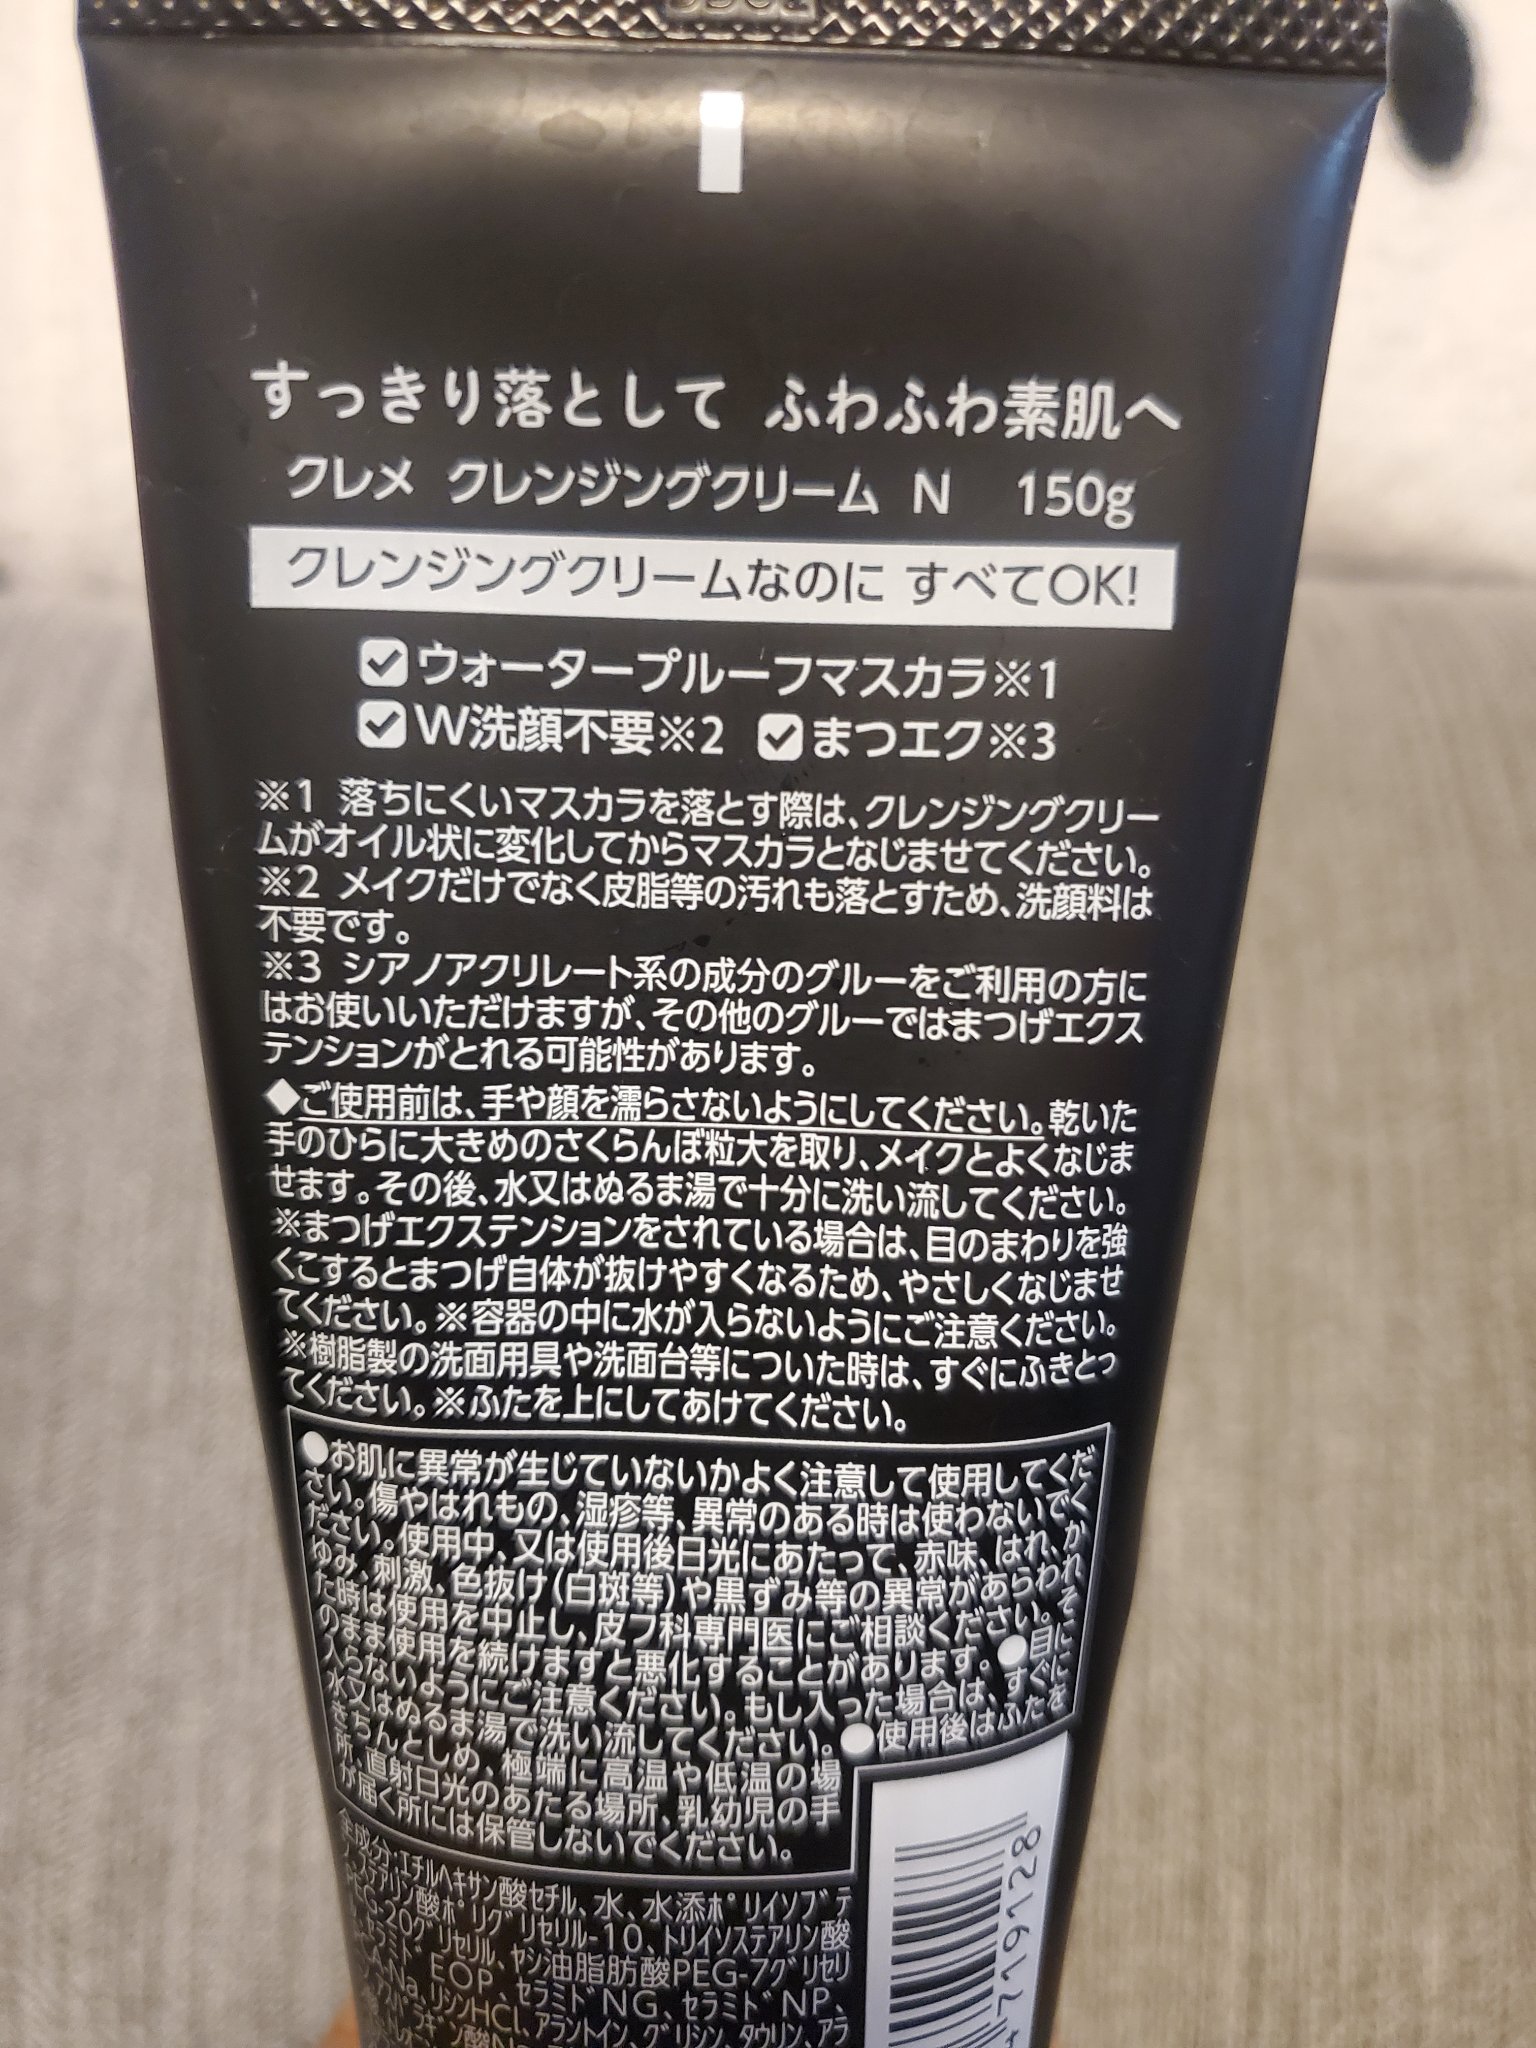 すっきり落として ふわふわ素肌へ
クレメ クレンジングクリーム N 150g
クレンジングクリームなのに すべてOK!
ウォータープルーフマスカラ※1
W洗顔不要※2 まつエク※3
※1 落ちにくいマスカラを落とす際は、クレンジングクリー
ムがオイル状に変化してからマスカラとなじませてください。
※2 メイクだけでなく皮脂等の汚れも落とすため、洗顔料は
不要です。
※3 シアノアクリレート系の成分のグルーをご利用の方に
はお使いいただけますが、その他のグルーではまつげエクス
テンションがとれる可能性があります。
◆ご使用前は、手や顔を濡らさないようにしてください。乾いた
手のひらに大きめのさくらんぼ粒大を取り、メイクとよくなじま
せます。その後、水又はぬるま湯で十分に洗い流してください。
※まつげエクステンションをされている場合は、目のまわりを強
くこするとまつげ自体が抜けやすくなるため、やさしくなじませ
てください。※容器の中に水が入らないようにご注意ください。
※樹脂製の洗面用具や洗面台等についた時は、すぐにふきとっ
てください。※ふたを上にしてあけてください。
●お肌に異常が生じていないかよく注意して使用してくだ
さい。傷やはれもの、湿疹等、異常のある時は使わないでく
ださい。使用中、又は使用後日光にあたって、赤味、はれ、か
ゆみ、刺激、色抜け(白斑等)や黒ずみ等の異常があらわれ
た時は使用を中止し、皮フ科専門医にご相談ください。そ
のまま使用を続けますと悪化することがあります。●目に
入らないようにご注意ください。もし入った場合は、すぐに
水又はぬるま湯で洗い流してください。●使用後はふたを
きちんとしめ、極端に高温や低温の場
所、直射日光のあたる場所、乳幼児の手
が届く所には保管しないでください。
全成分:エチルヘキサン酸セチル、水、水添ポリイソブテ
ステアリン酸ポリグリセリル-10、トリイソステアリン酸
PEG-20グリセリル、ヤシ油脂肪酸PEG-7グリセリ
セラミドEOP、セラミドNG、セラミドNP、
A-Na、リシンHCl、アラントイン、グリシン、タウリン、アラ
719128